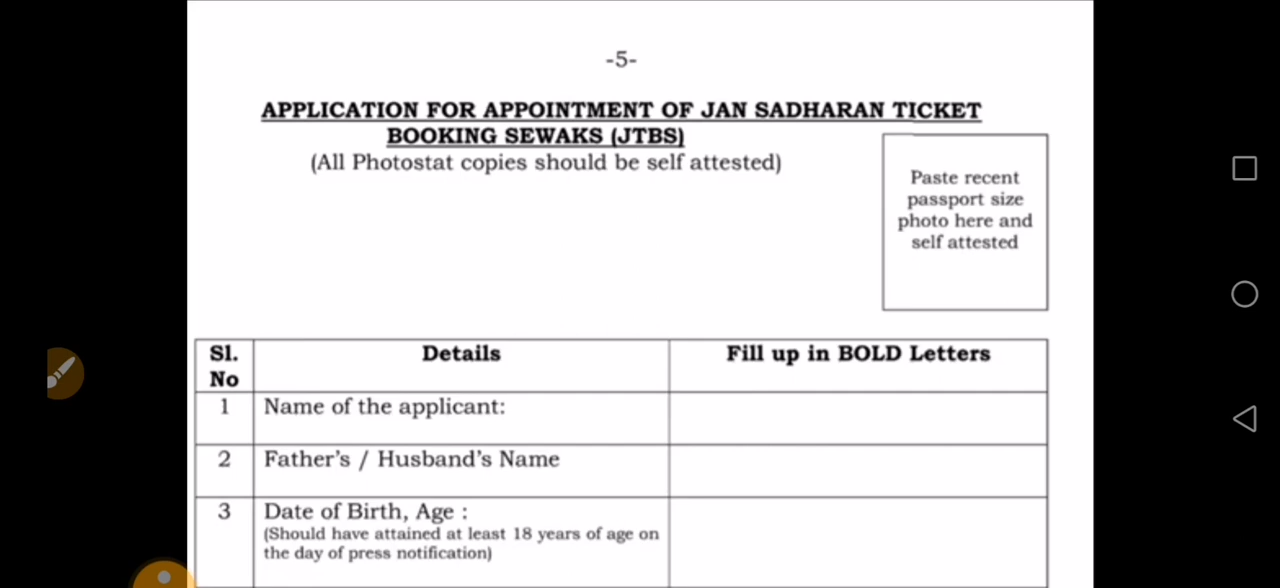 -5-
APPLICATION FOR APPOINTMENT OF JAN SADHARAN TICKET
BOOKING SEWAKS (JTBS)
(All Photostat copies should be self attested)
Paste recent
passport size
photo here and
self attested
Sl.
No
Details
Fill up in BOLD Letters
1
Name of the applicant:
2
Father's / Husband's Name
3
Date of Birth, Age :
(Should have attained at least 18 years of age on
the day of press notification)